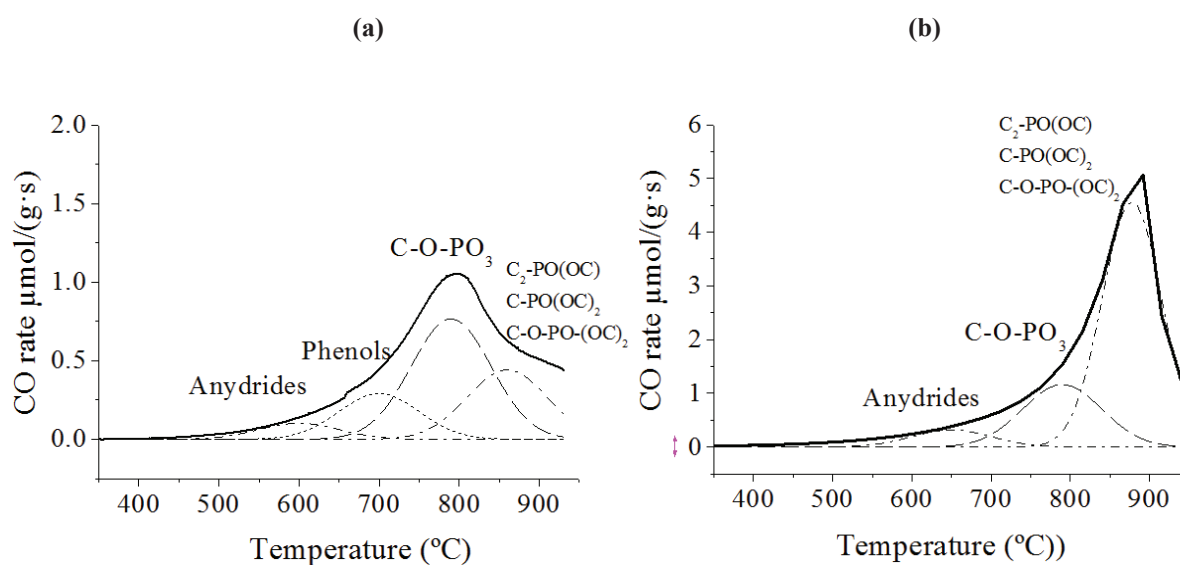 (a)
(b)
2.0
1.5
1.0
0.5
0.0
CO rate μmol/(g·s)
C-O-PO3
C2-PO(OC)
C-PO(OC)2
C-O-PO-(OC)2
Phenols
Anydrides
400 500 600 700 800 900
Temperature (ºC)
6
5
4
3
2
1
0
CO rate μmol/(g·s)
C2-PO(OC)
C-PO(OC)2
C-O-PO-(OC)2
C-O-PO3
Anydrides
400 500 600 700 800 900
Temperature (ºC))